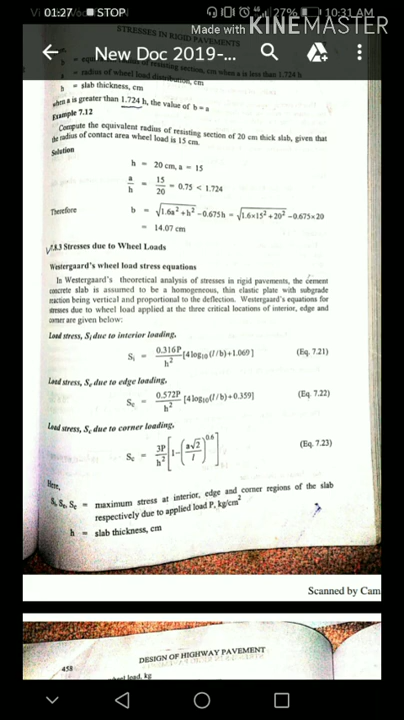 01:27 STOP 27% 10:31 AM
Made with KINEMASTER
STRESSES IN RIGID PAVEMENTS
New Doc 2019-...
h = slab thickness, cm
when a is greater than 1.724 h, the value of b = a
Example 7.12
Compute the equivalent radius of resisting section of 20 cm thick slab, given that
the radius of contact area wheel load is 15 cm.
Solution
h = 20 cm, a = 15
a/h = 15/20 = 0.75 < 1.724
Therefore b = √1.6a² + h² - 0.675h = √1.6×15² + 20² - 0.675×20
= 14.07 cm
7.8.3 Stresses due to Wheel Loads
Westergaard's wheel load stress equations
In Westergaard's theoretical analysis of stresses in rigid pavements, the cement
concrete slab is assumed to be a homogeneous, thin elastic plate with subgrade
reaction being vertical and proportional to the deflection. Westergaard's equations for
stresses due to wheel load applied at the three critical locations of interior, edge and
corner are given below:
Load stress, Si due to interior loading,
Si = 0.316P/h² [4 log10 (l/b) + 1.069] (Eq. 7.21)
Load stress, Se due to edge loading,
Se = 0.572P/h² [4 log10 (l/b) + 0.359] (Eq. 7.22)
Load stress, Sc due to corner loading,
Sc = 3P/h² [1 - (a√2/l)^0.6] (Eq. 7.23)
Here,
Si, Se, Sc = maximum stress at interior, edge and corner regions of the slab
respectively due to applied load P, kg/cm²
h = slab thickness, cm
Scanned by Cam
DESIGN OF HIGHWAY PAVEMENT
458
wheel load, kg